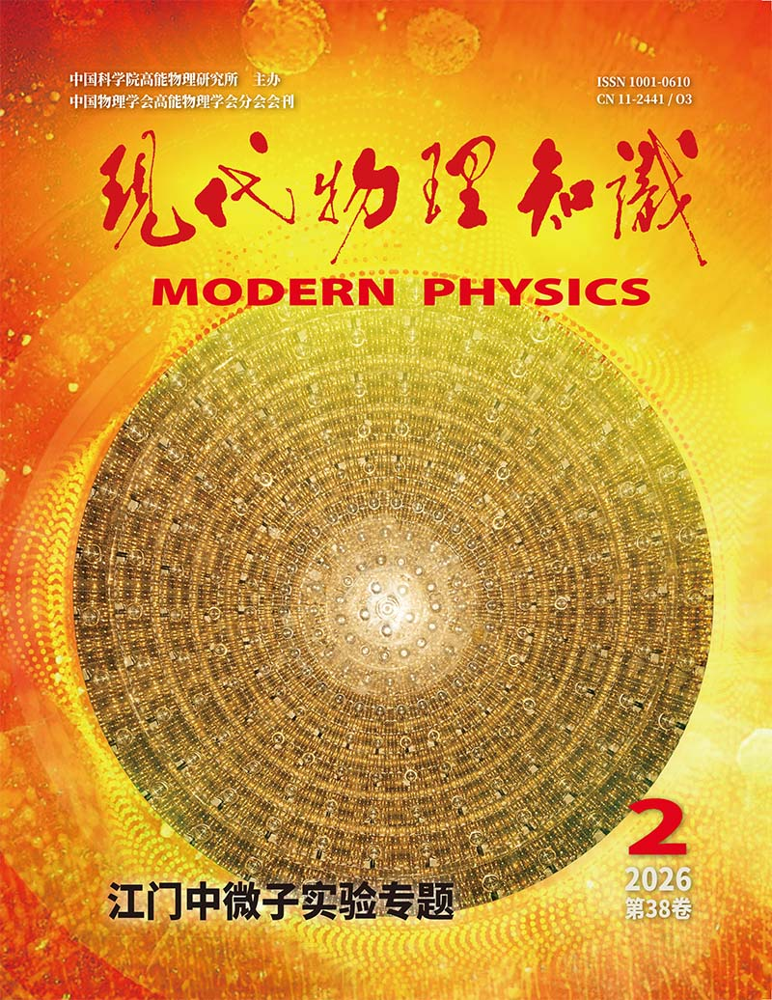 中国科学院高能物理研究所 主办
中国物理学会高能物理学会分会会刊
ISSN 1001-0610
CN 11-2441 / O3
现代物理知識
MODERN PHYSICS
2
2026
第38卷
江门中微子实验专题